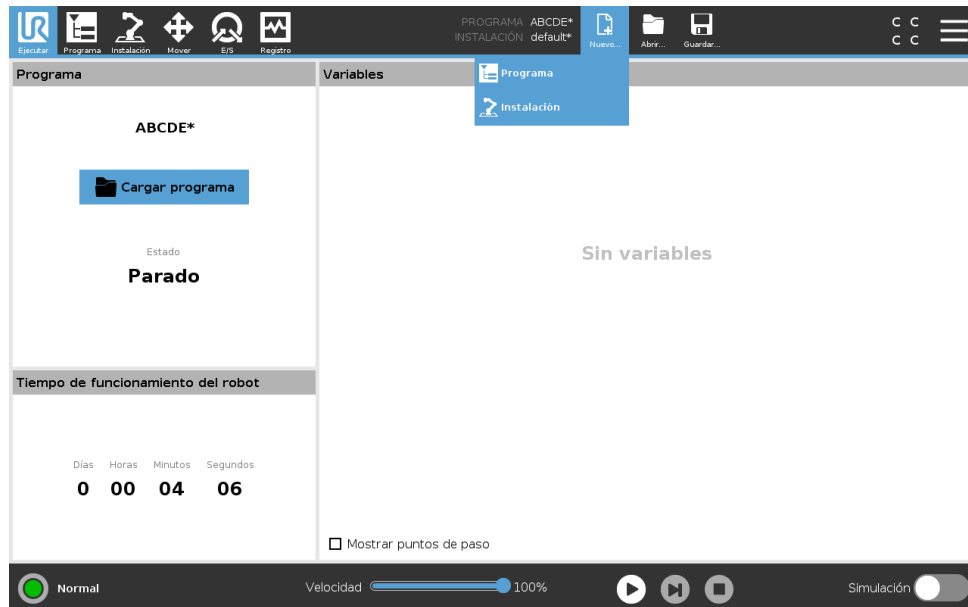 UR
PROGRAMA ABCDE*
INSTALACIÓN default*
C C
C C
Ejecutar Programa Instalación Mover E/S Registro Nuevo... Abrir... Guardar...
Programa
Instalación
Programa
Variables
ABCDE*
Cargar programa
Estado
Parado
Sin variables
Tiempo de funcionamiento del robot
Días Horas Minutos Segundos
0 00 04 06
Mostrar puntos de paso
Normal Velocidad 100% Simulación